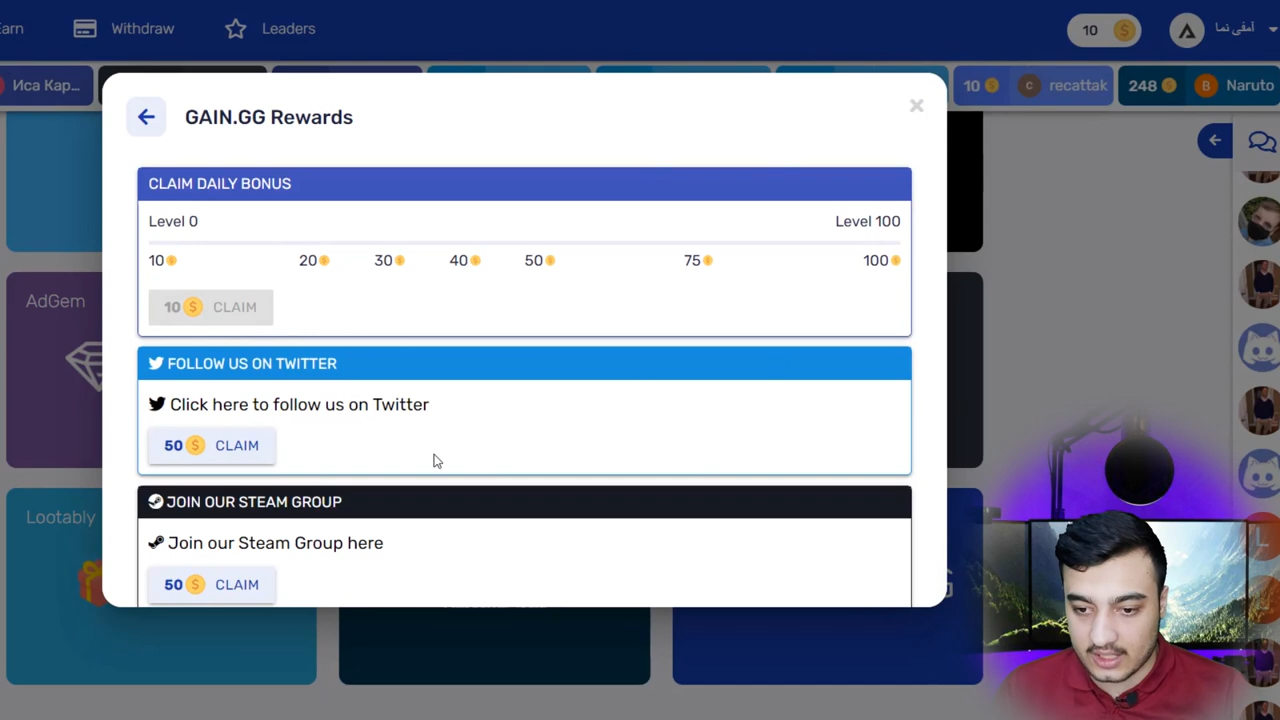 Earn
Withdraw
Leaders
10
آمفی نما
Иса Кар...
10
recattak
248
Naruto
GAIN.GG Rewards
CLAIM DAILY BONUS
Level 0
Level 100
10
20
30
40
50
75
100
10 CLAIM
FOLLOW US ON TWITTER
Click here to follow us on Twitter
50 CLAIM
JOIN OUR STEAM GROUP
Join our Steam Group here
50 CLAIM
AdGem
Lootably